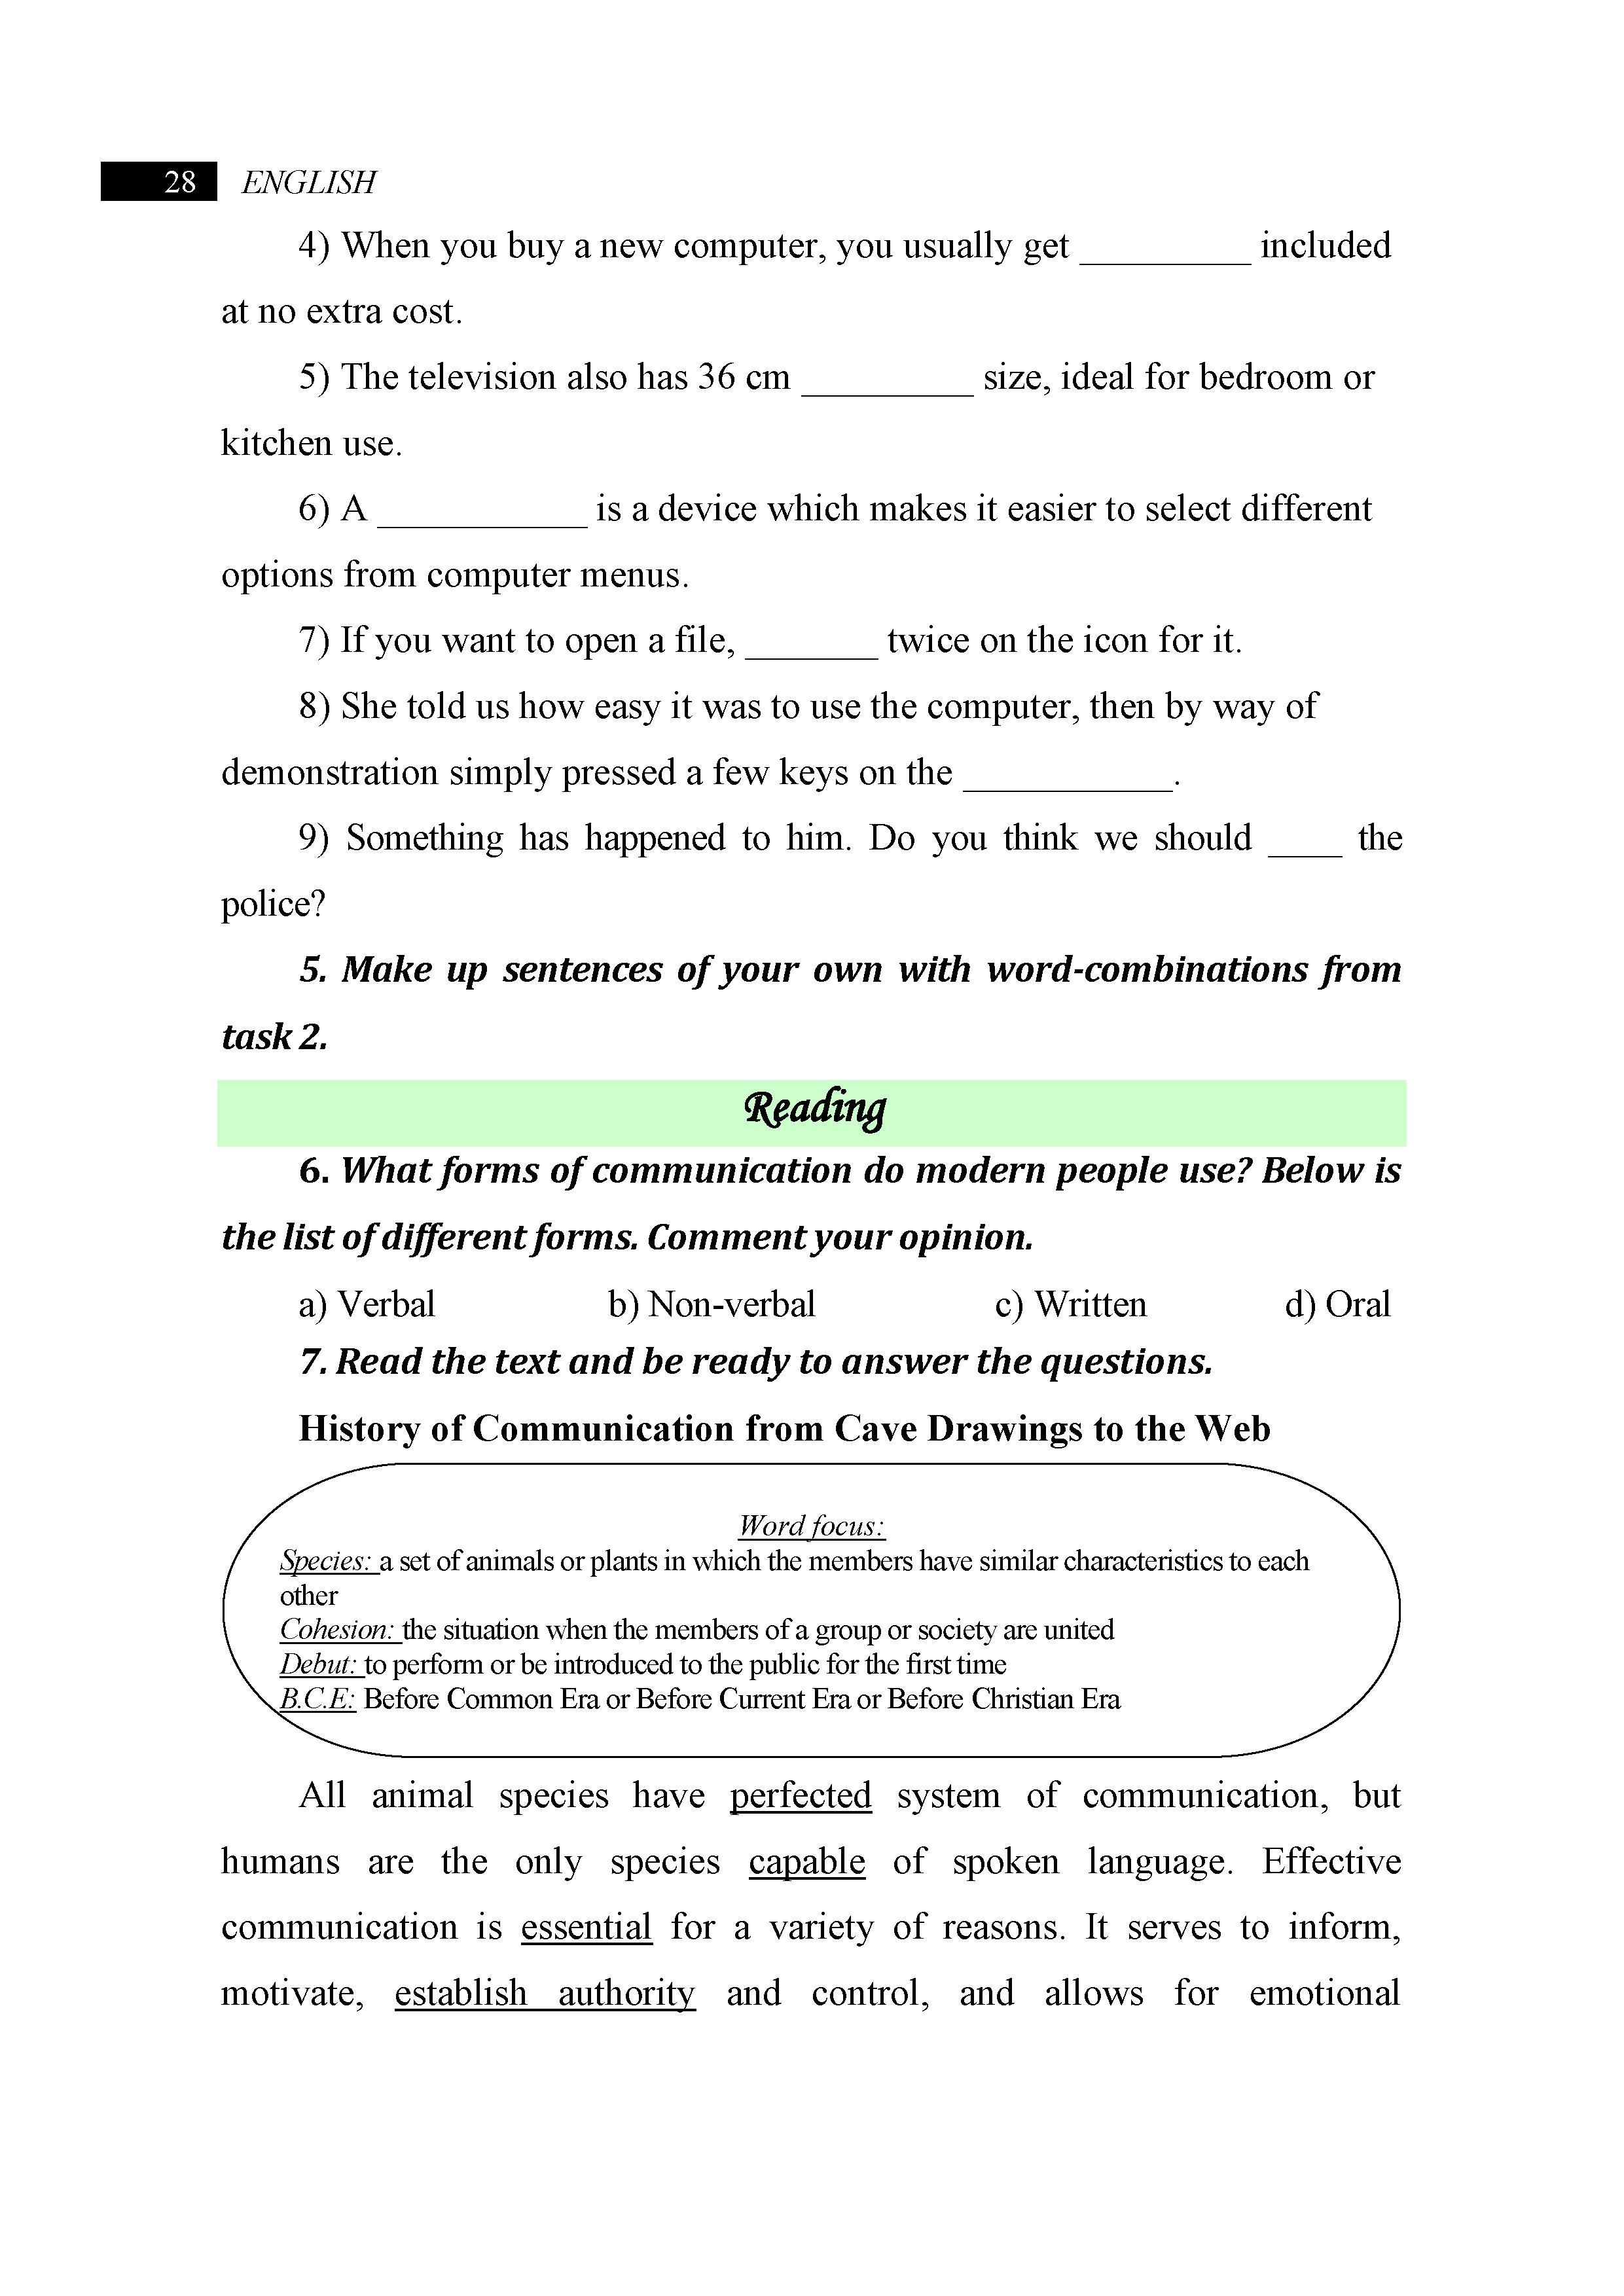 28 ENGLISH
4) When you buy a new computer, you usually get _________ included
at no extra cost.
5) The television also has 36 cm _________ size, ideal for bedroom or
kitchen use.
6) A ___________ is a device which makes it easier to select different
options from computer menus.
7) If you want to open a file, _______ twice on the icon for it.
8) She told us how easy it was to use the computer, then by way of
demonstration simply pressed a few keys on the ___________.
9) Something has happened to him. Do you think we should ____ the
police?
5. Make up sentences of your own with word-combinations from
task 2.
Reading
6. What forms of communication do modern people use? Below is
the list of different forms. Comment your opinion.
a) Verbal b) Non-verbal c) Written d) Oral
7. Read the text and be ready to answer the questions.
History of Communication from Cave Drawings to the Web
Word focus:
Species: a set of animals or plants in which the members have similar characteristics to each
other
Cohesion: the situation when the members of a group or society are united
Debut: to perform or be introduced to the public for the first time
B.C.E: Before Common Era or Before Current Era or Before Christian Era
All animal species have perfected system of communication, but
humans are the only species capable of spoken language. Effective
communication is essential for a variety of reasons. It serves to inform,
motivate, establish authority and control, and allows for emotional